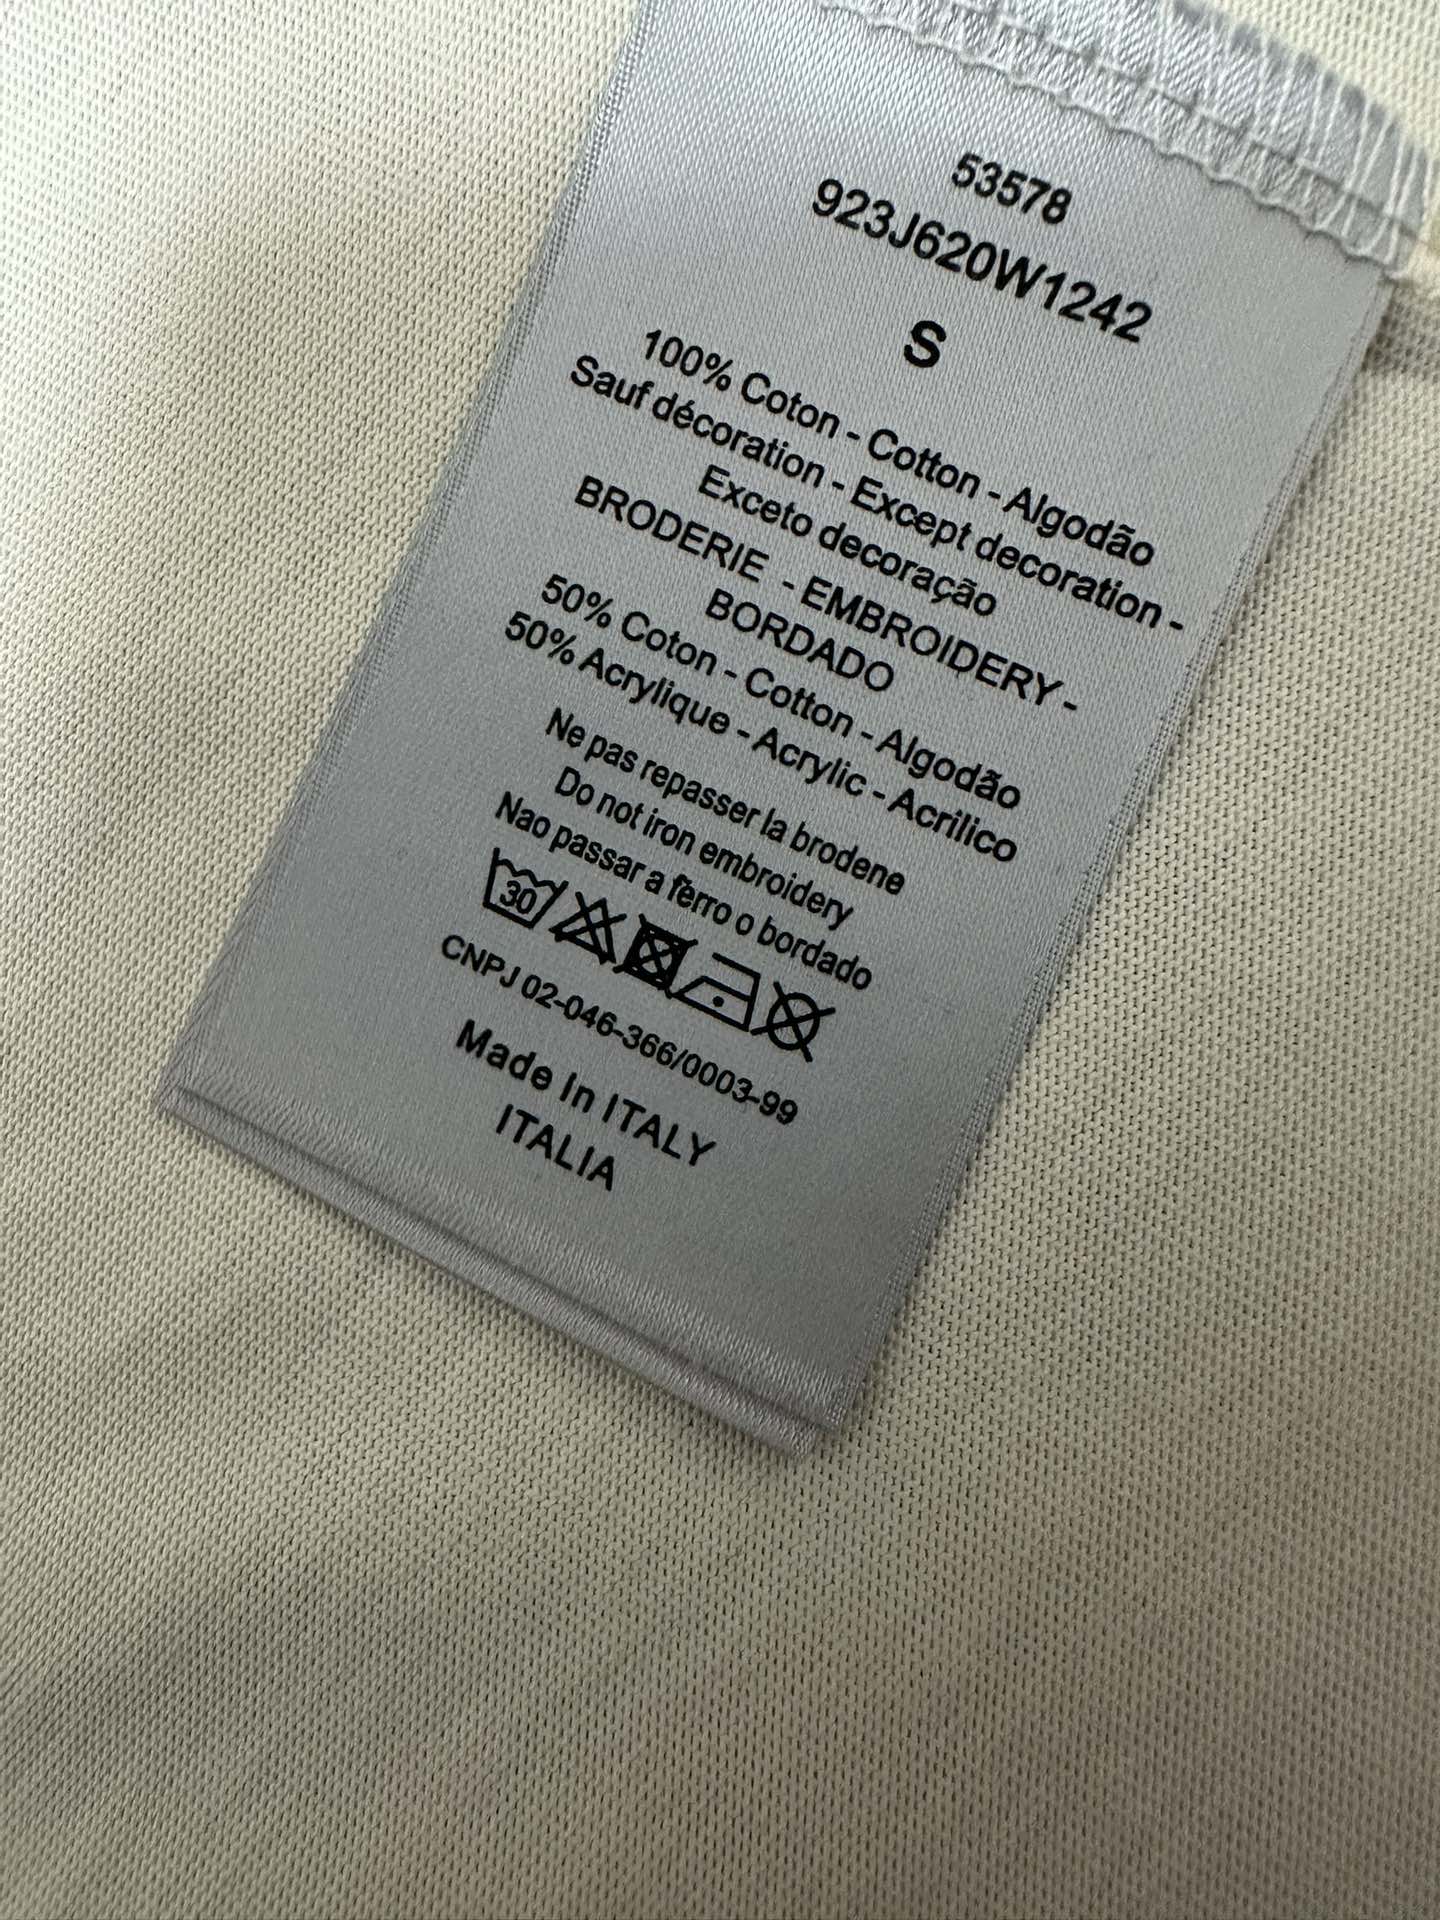 53578
923J620W1242
S
100% Coton - Cotton - Algodão
Sauf décoration - Except decoration -
Exceto decoração
BRODERIE - EMBROIDERY -
BORDADO
50% Coton - Cotton - Algodão
50% Acrylique - Acrylic - Acrílico
Ne pas repasser la brodene
Do not iron embroidery
Nao passar a fērro o bordado
30
CNPJ 02-046-366/0003-99
Made In ITALY
ITALIA